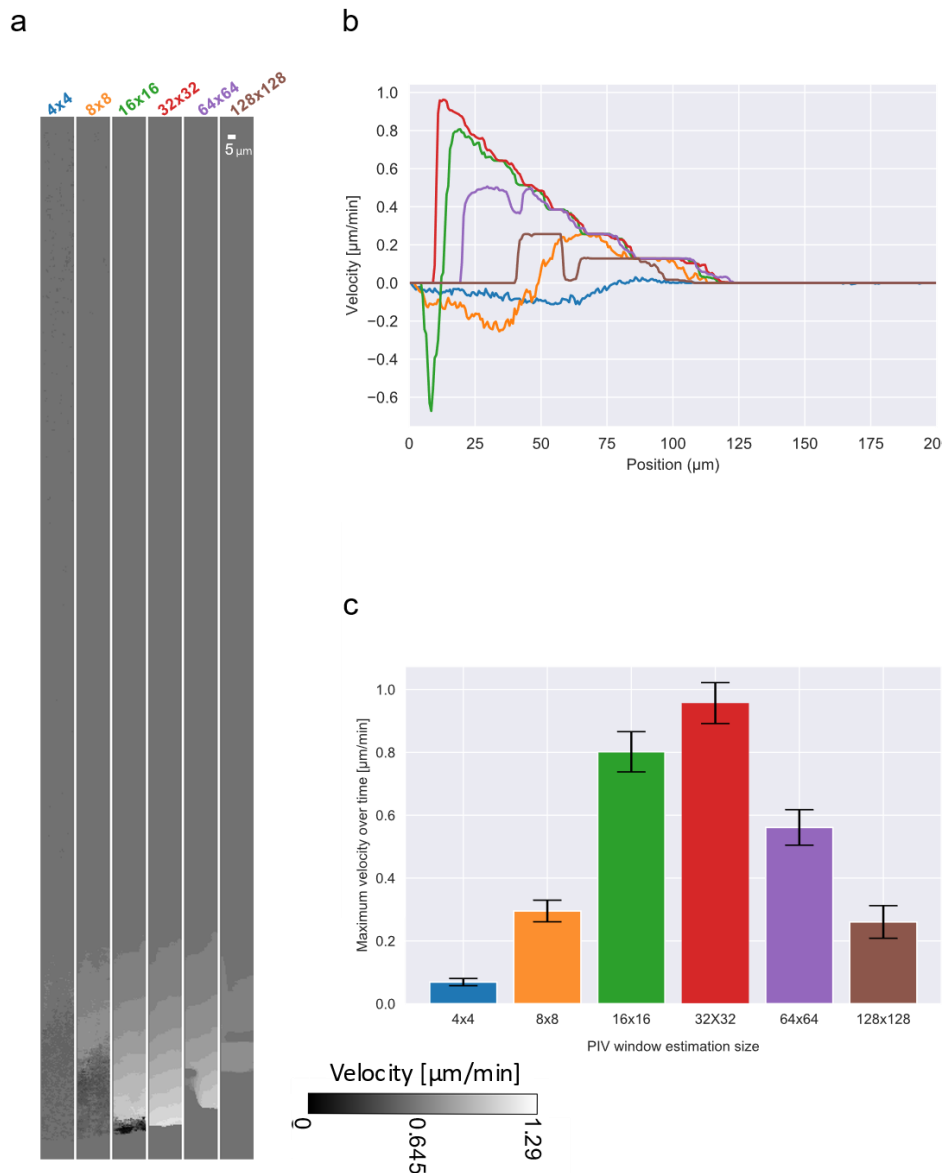 a
4x4
8x8
16x16
32x32
64x64
128x128
5 µm
b
1.0
0.8
0.6
0.4
0.2
0.0
−0.2
−0.4
−0.6
Velocity [µm/min]
0 25 50 75 100 125 150 175 20
Position (µm)
c
1.0
0.8
0.6
0.4
0.2
0.0
Maximum velocity over time [µm/min]
4x4 8x8 16x16 32X32 64x64 128x128
PIV window estimation size
Velocity [µm/min]
0 0.645 1.29